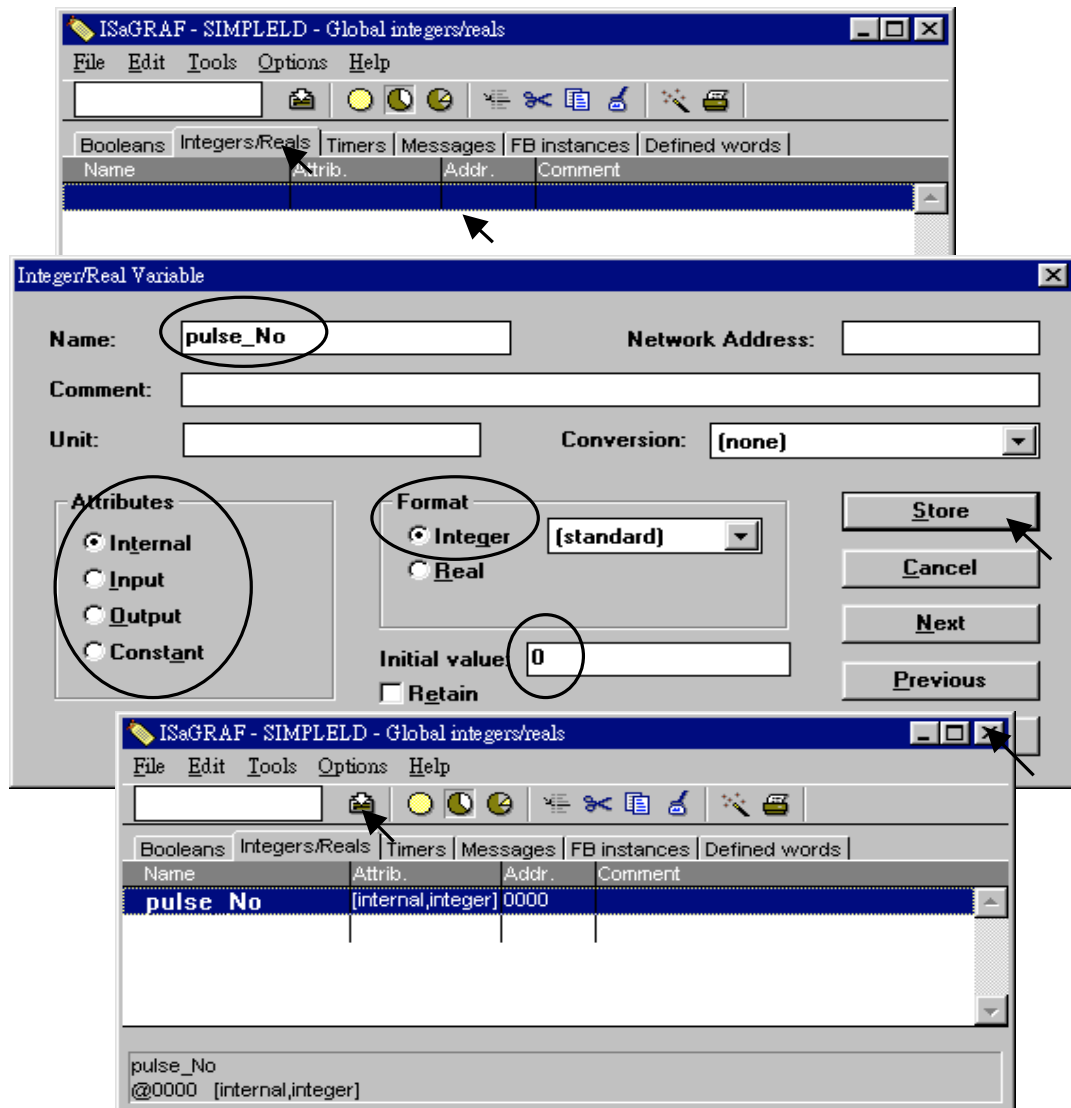 ISaGRAF - SIMPLELD - Global integers/reals
File Edit Tools Options Help
Booleans Integers/Reals Timers Messages FB instances Defined words
Name Attrib. Addr. Comment
Integer/Real Variable
Name: pulse_No Network Address:
Comment:
Unit: Conversion: (none)
Attributes Format Store
Internal Integer (standard)
Input Real Cancel
Output Next
Constant Initial value: 0
Retain Previous
ISaGRAF - SIMPLELD - Global integers/reals
File Edit Tools Options Help
Booleans Integers/Reals Timers Messages FB instances Defined words
Name Attrib. Addr. Comment
pulse_No [internal,integer] 0000
pulse_No
@0000 [internal,integer]